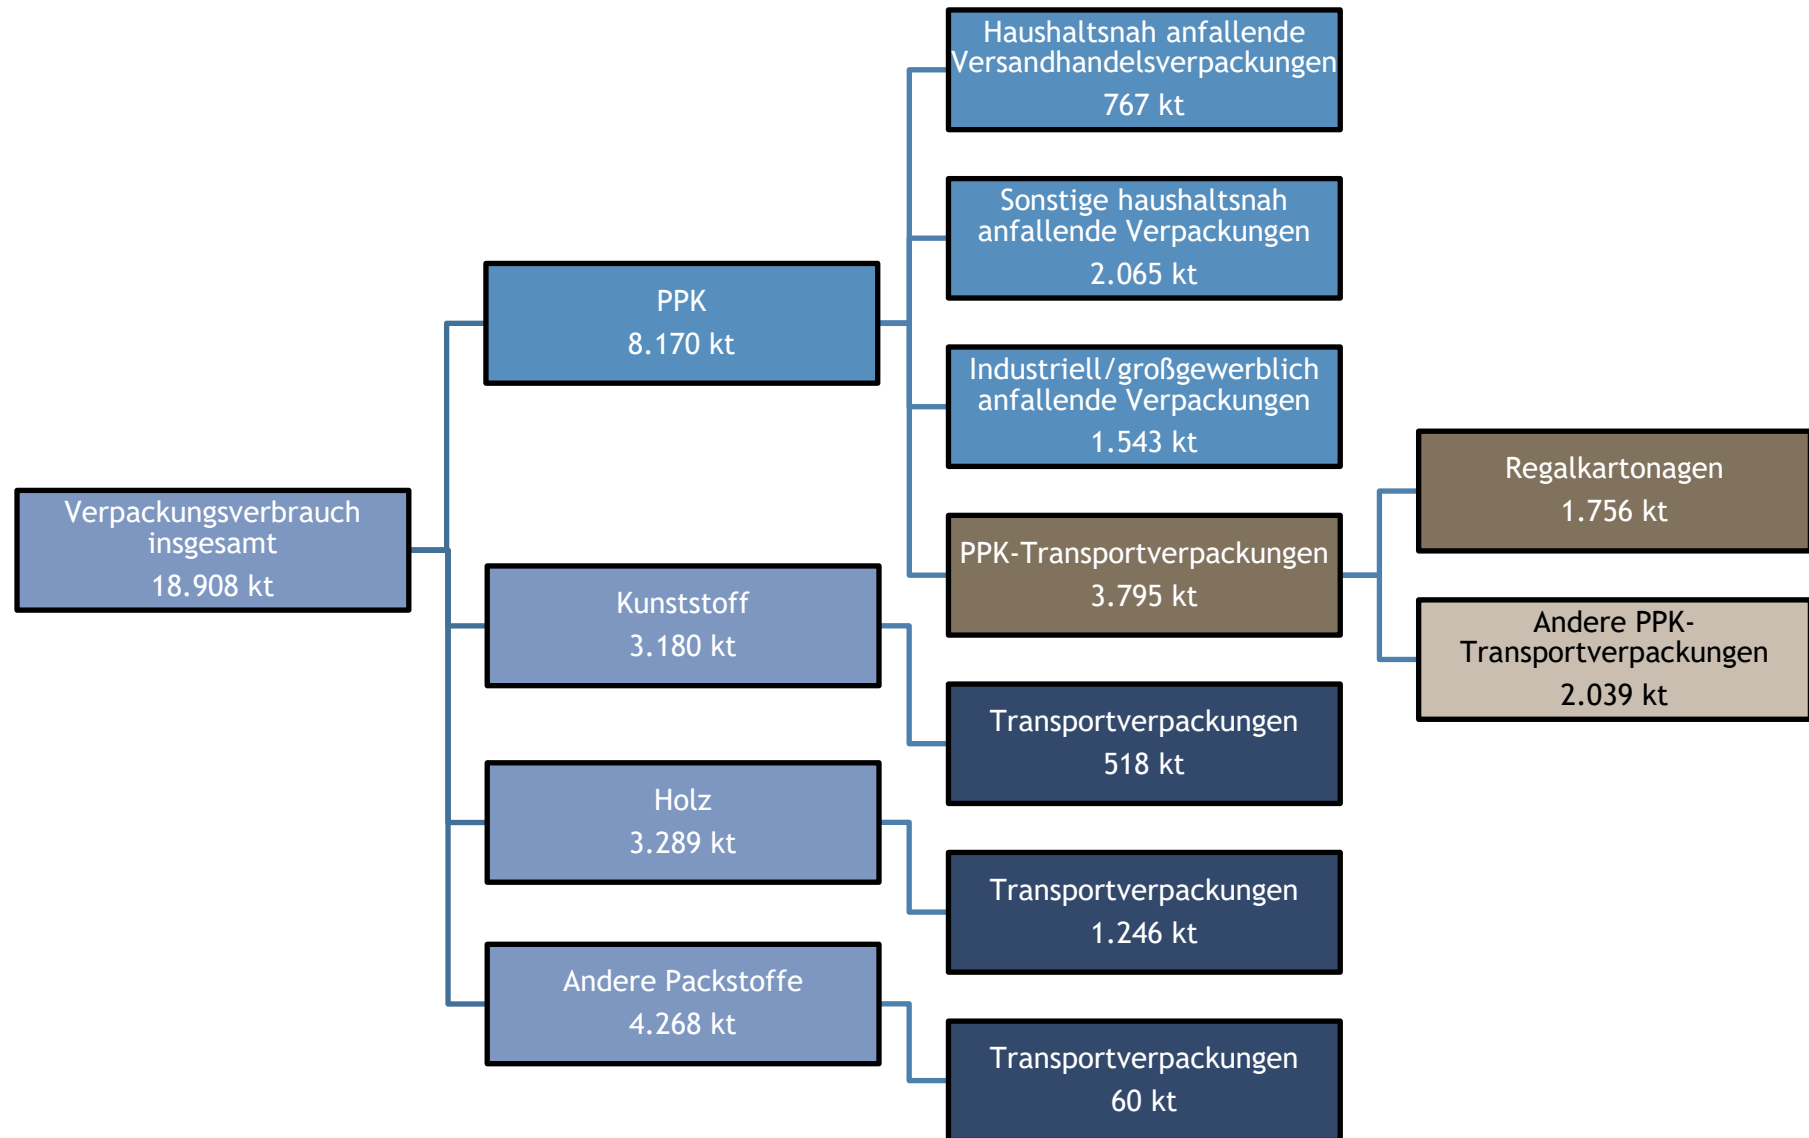 Verpackungsverbrauch
insgesamt
18.908 kt
PPK
8.170 kt
Kunststoff
3.180 kt
Holz
3.289 kt
Andere Packstoffe
4.268 kt
Haushaltsnah anfallende
Versandhandelsverpackungen
767 kt
Sonstige haushaltsnah
anfallende Verpackungen
2.065 kt
Industriell/großgewerblich
anfallende Verpackungen
1.543 kt
PPK-Transportverpackungen
3.795 kt
Transportverpackungen
518 kt
Transportverpackungen
1.246 kt
Transportverpackungen
60 kt
Regalkartonagen
1.756 kt
Andere PPK-
Transportverpackungen
2.039 kt